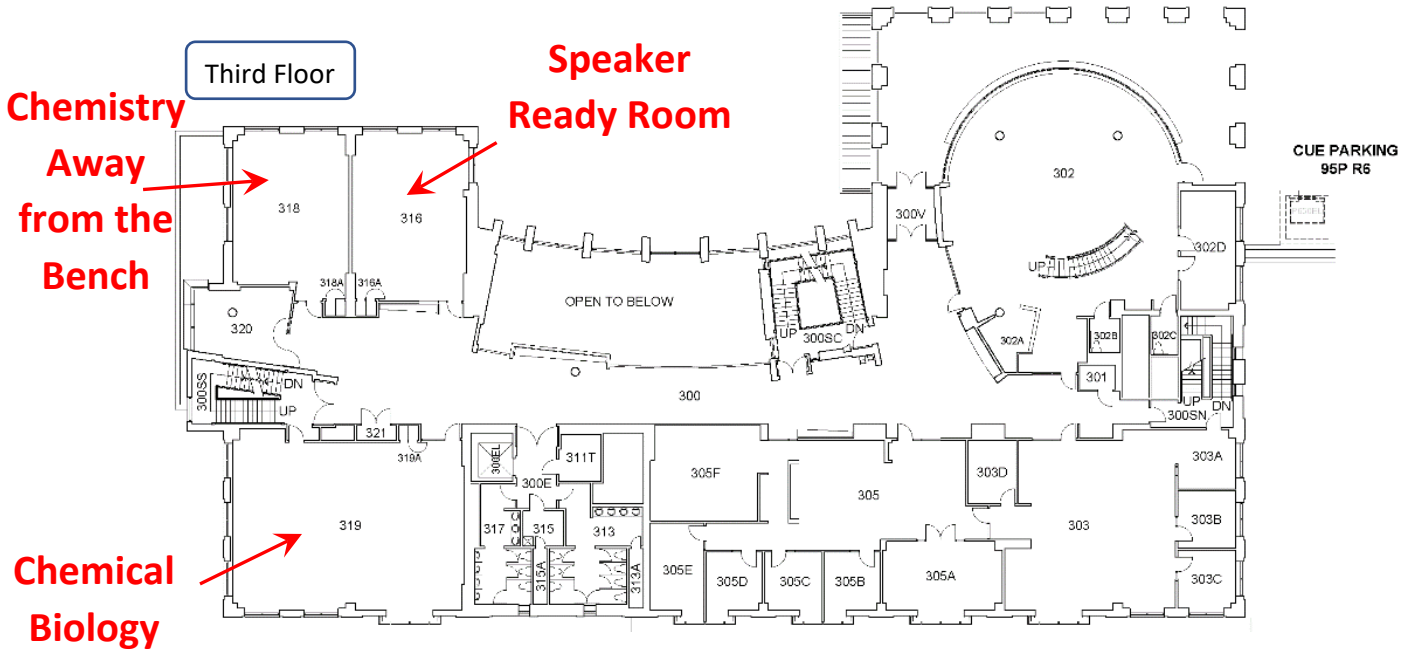 Third Floor
Chemistry
Away
from the
Bench
Speaker
Ready Room
CUE PARKING
95P R6
318
316
302
300V
302D
318A
316A
UP
OPEN TO BELOW
320
UP
DN
300SC
302A
302B
302C
300SS
DN
UP
300
301
UP
DN
300SN
321
319A
300EL
311T
300E
305F
305
303D
303A
319
317
315
313
303
303B
315A
313A
305E
305D
305C
305B
305A
303C
Chemical
Biology